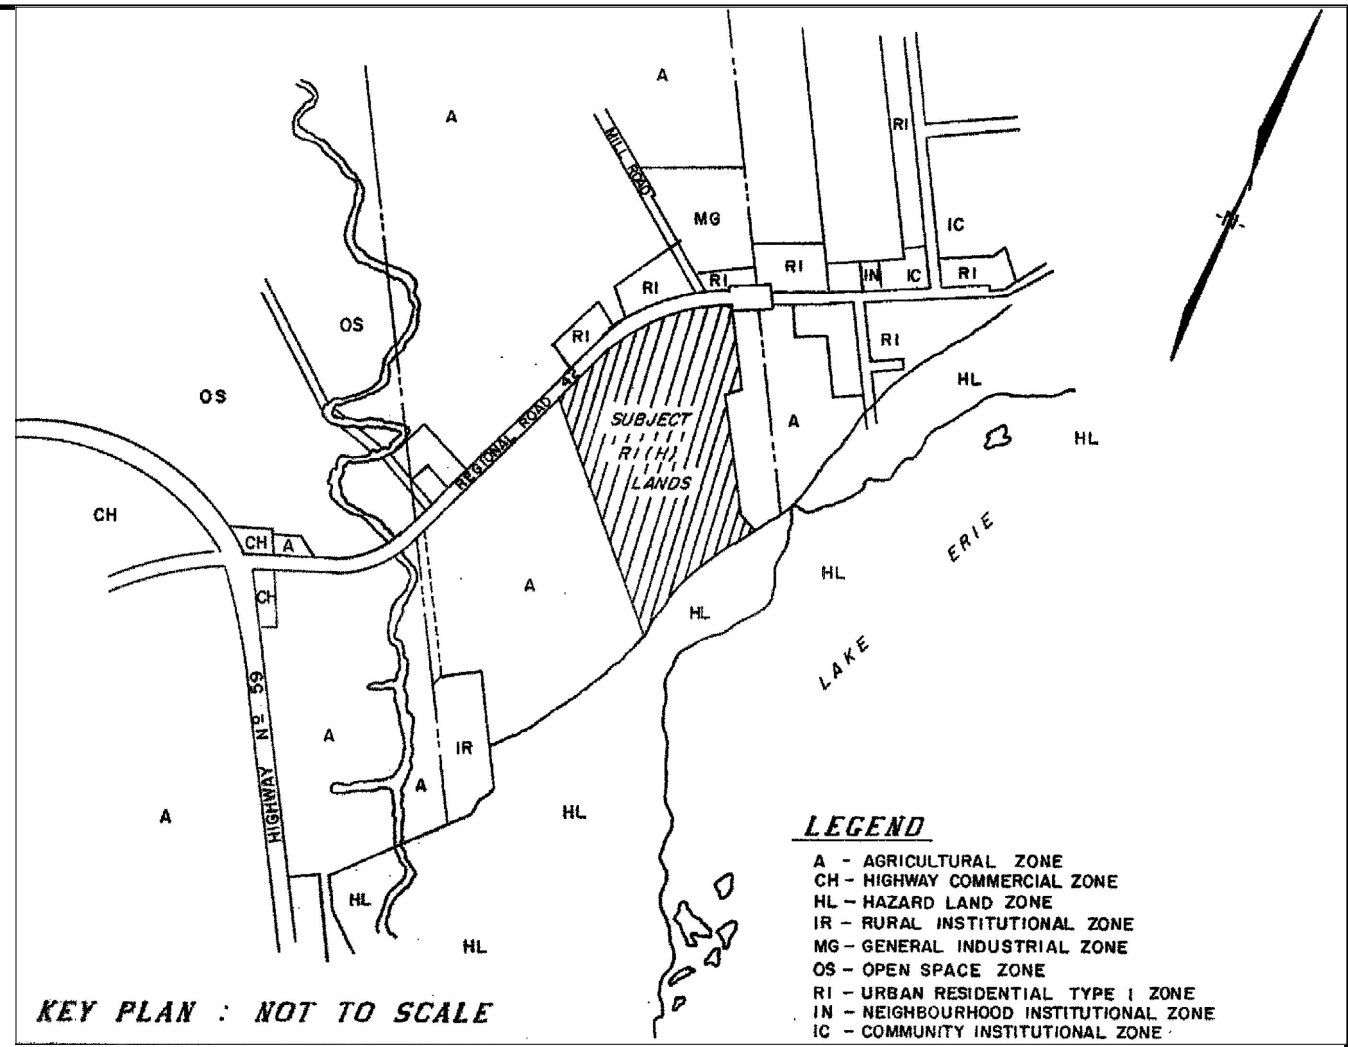 A
A
MILL ROAD
RI
MG
IC
OS
RI
RI
RI
IN
IC
RI
RI
RI
OS
HL
HL
A
SUBJECT
RI(H)
LANDS
REGIONAL ROAD 42
CH
CH
A
CH
A
HL
HL
LAKE ERIE
HIGHWAY Nº 59
A
A
A
IR
HL
HL
HL
LEGEND
A - AGRICULTURAL ZONE
CH - HIGHWAY COMMERCIAL ZONE
HL - HAZARD LAND ZONE
IR - RURAL INSTITUTIONAL ZONE
MG - GENERAL INDUSTRIAL ZONE
OS - OPEN SPACE ZONE
RI - URBAN RESIDENTIAL TYPE I ZONE
IN - NEIGHBOURHOOD INSTITUTIONAL ZONE
IC - COMMUNITY INSTITUTIONAL ZONE
KEY PLAN : NOT TO SCALE
N